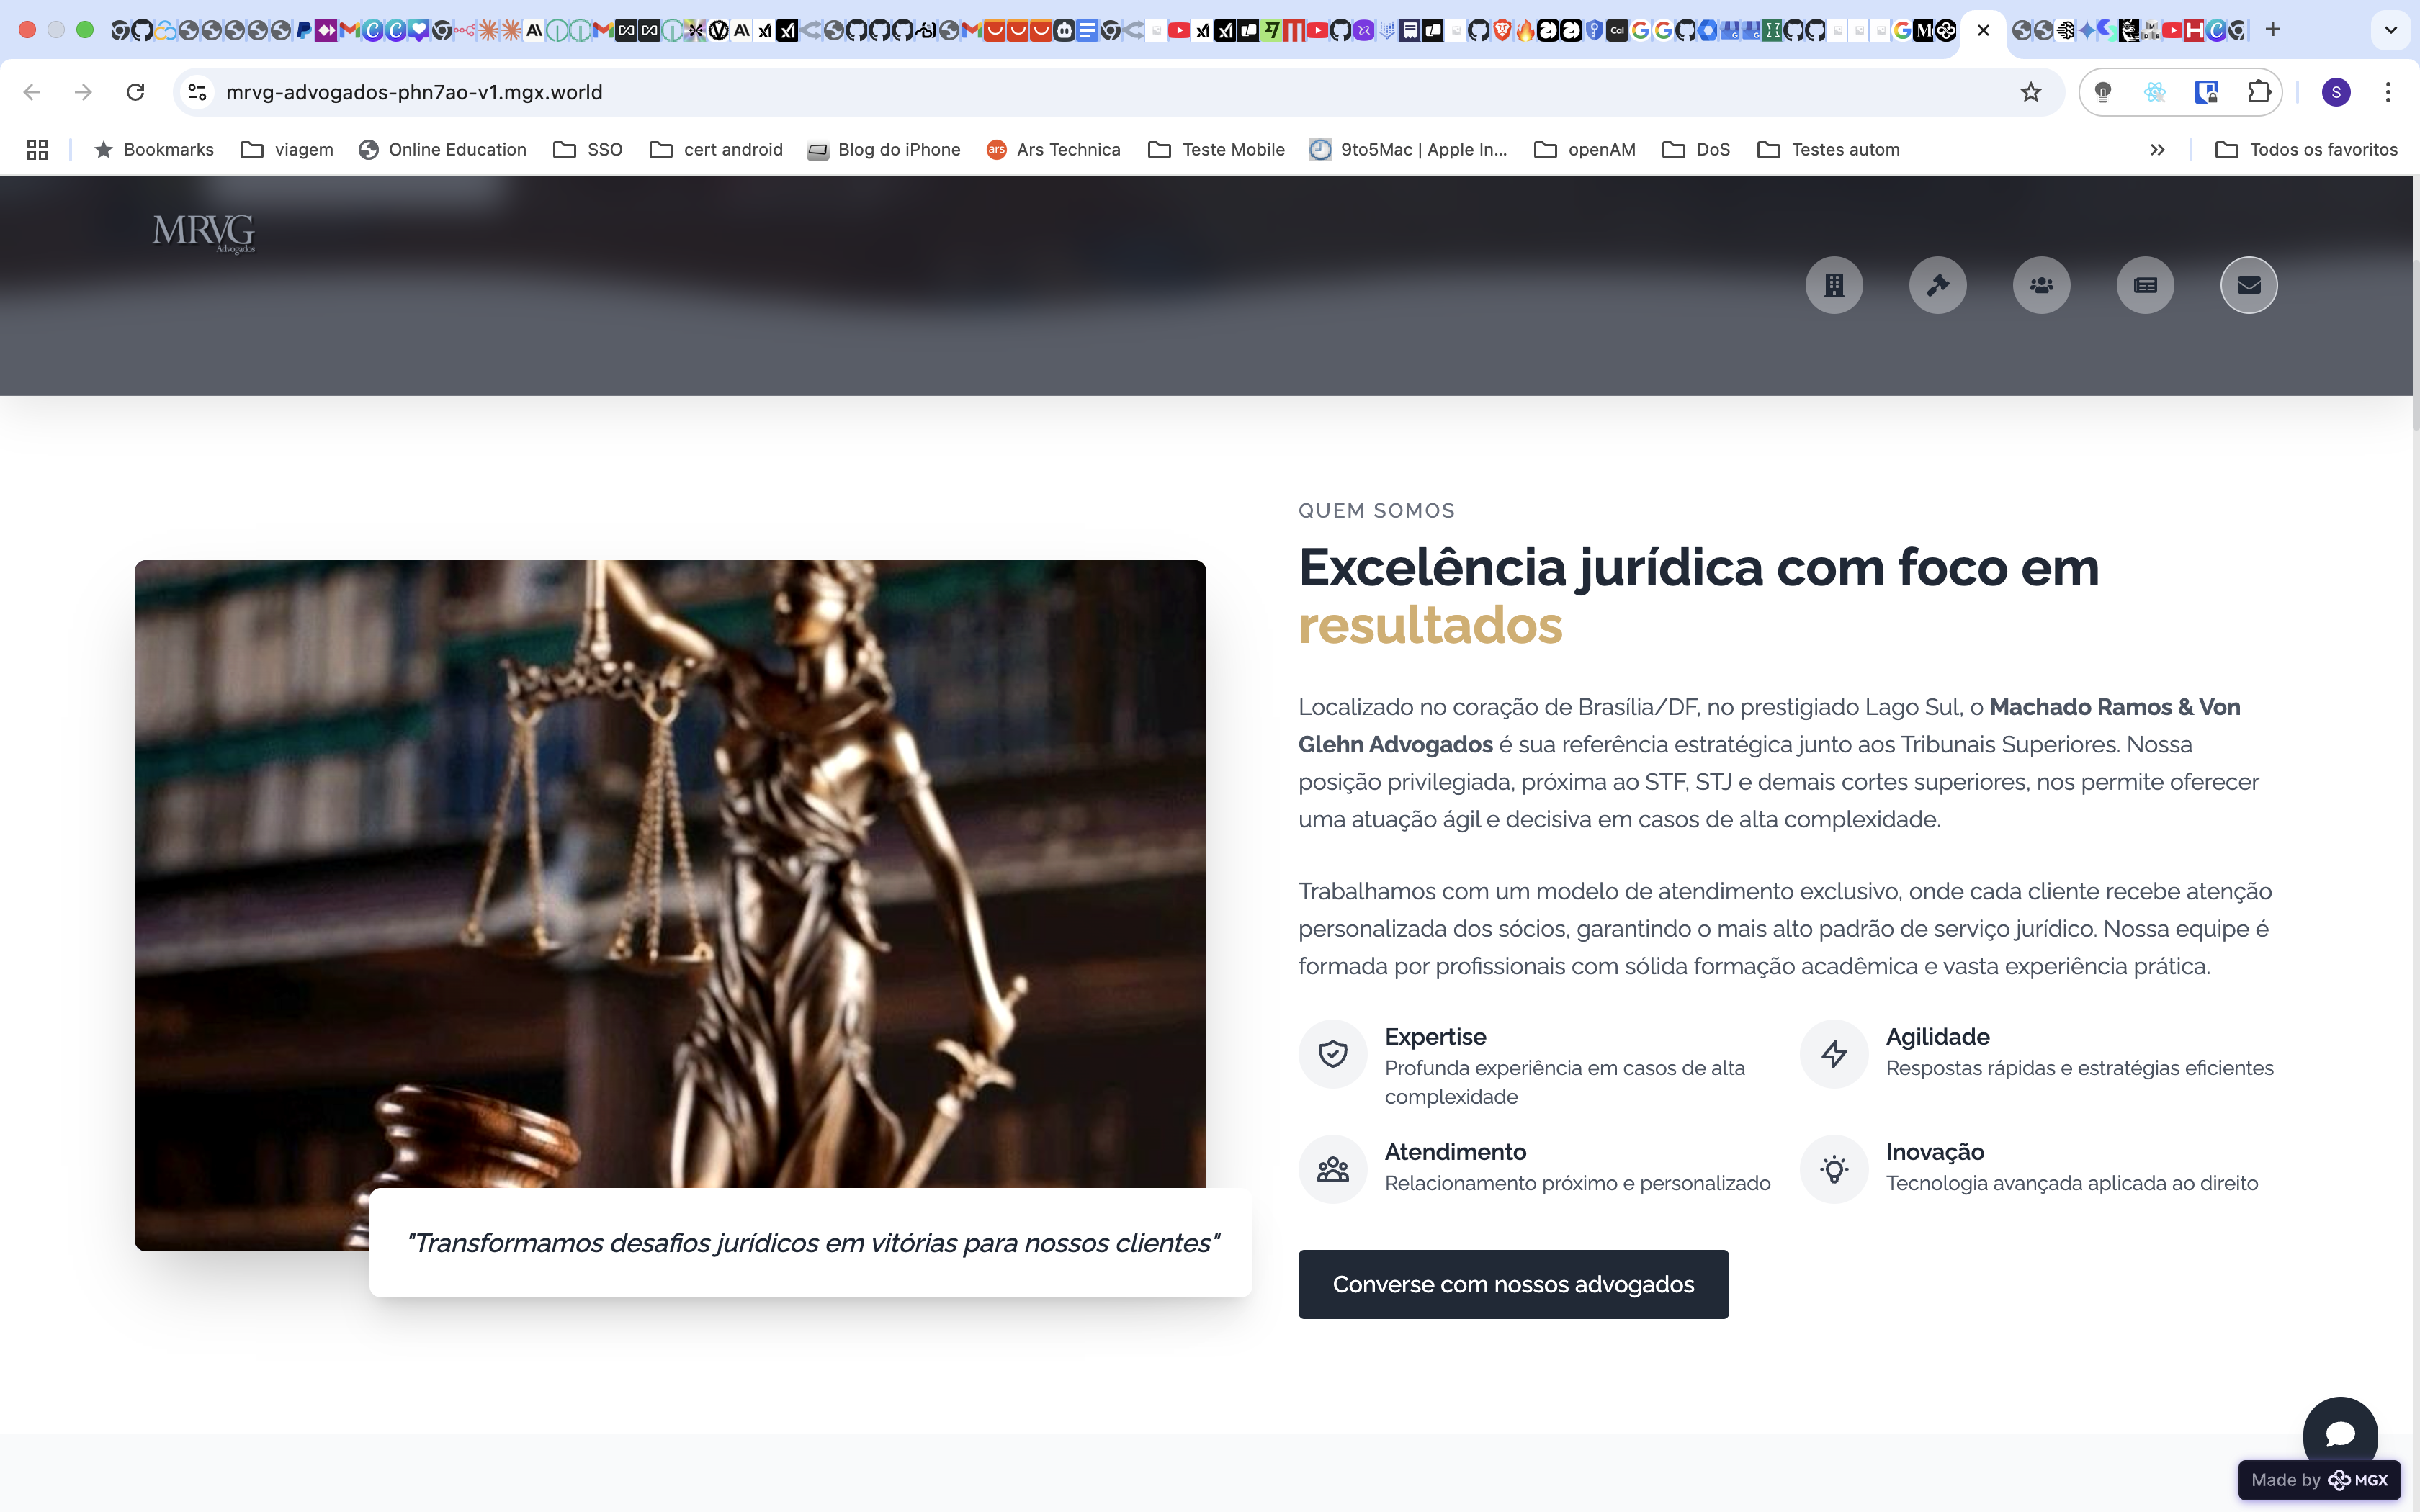 mrvg-advogados-phn7ao-v1.mgx.world
S
Bookmarks
viagem
Online Education
SSO
cert android
Blog do iPhone
ars
Ars Technica
Teste Mobile
9to5Mac | Apple In...
openAM
DoS
Testes autom
Todos os favoritos
MRVG
Advogados
QUEM SOMOS
Excelência jurídica com foco em
resultados
Localizado no coração de Brasília/DF, no prestigiado Lago Sul, o Machado Ramos & Von
Glehn Advogados é sua referência estratégica junto aos Tribunais Superiores. Nossa
posição privilegiada, próxima ao STF, STJ e demais cortes superiores, nos permite oferecer
uma atuação ágil e decisiva em casos de alta complexidade.
Trabalhamos com um modelo de atendimento exclusivo, onde cada cliente recebe atenção
personalizada dos sócios, garantindo o mais alto padrão de serviço jurídico. Nossa equipe é
formada por profissionais com sólida formação acadêmica e vasta experiência prática.
Expertise
Profunda experiência em casos de alta
complexidade
Agilidade
Respostas rápidas e estratégias eficientes
Atendimento
Relacionamento próximo e personalizado
Inovação
Tecnologia avançada aplicada ao direito
"Transformamos desafios jurídicos em vitórias para nossos clientes"
Converse com nossos advogados
Made by MGX